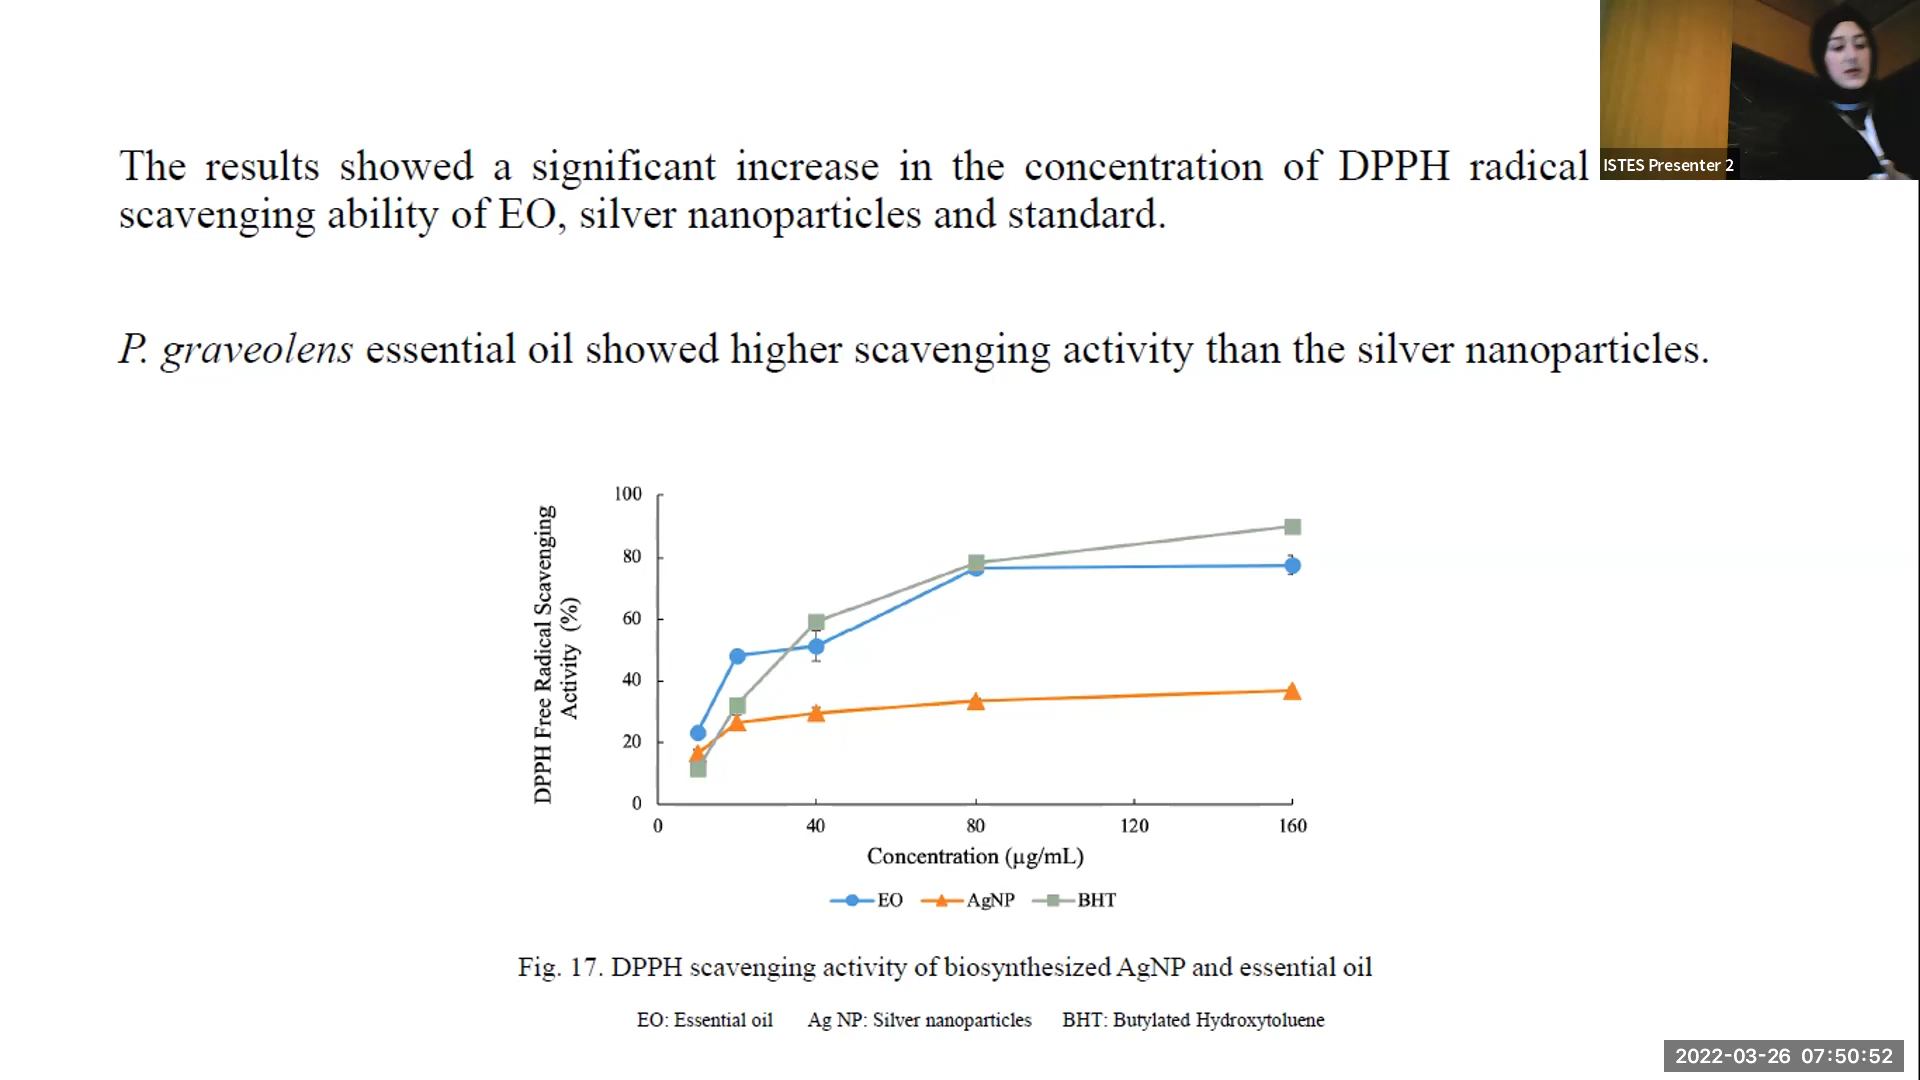 The results showed a significant increase in the concentration of DPPH radical
scavenging ability of EO, silver nanoparticles and standard.
ISTES Presenter 2
P. graveolens essential oil showed higher scavenging activity than the silver nanoparticles.
DPPH Free Radical Scavenging
Activity (%)
100
80
60
40
20
0
0 40 80 120 160
Concentration (µg/mL)
EO AgNP BHT
Fig. 17. DPPH scavenging activity of biosynthesized AgNP and essential oil
EO: Essential oil Ag NP: Silver nanoparticles BHT: Butylated Hydroxytoluene
2022-03-26 07:50:52